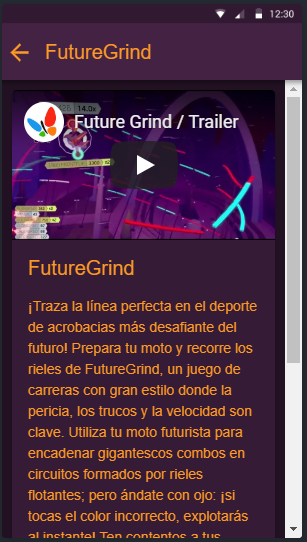 12:30
FutureGrind
426 14.0x
Future Grind / Trailer
FutureGrind
¡Traza la línea perfecta en el deporte
de acrobacias más desafiante del
futuro! Prepara tu moto y recorre los
rieles de FutureGrind, un juego de
carreras con gran estilo donde la
pericia, los trucos y la velocidad son
clave. Utiliza tu moto futurista para
encadenar gigantescos combos en
circuitos formados por rieles
flotantes; pero ándate con ojo: ¡si
tocas el color incorrecto, explotarás
al instante! Ten contentos a tus